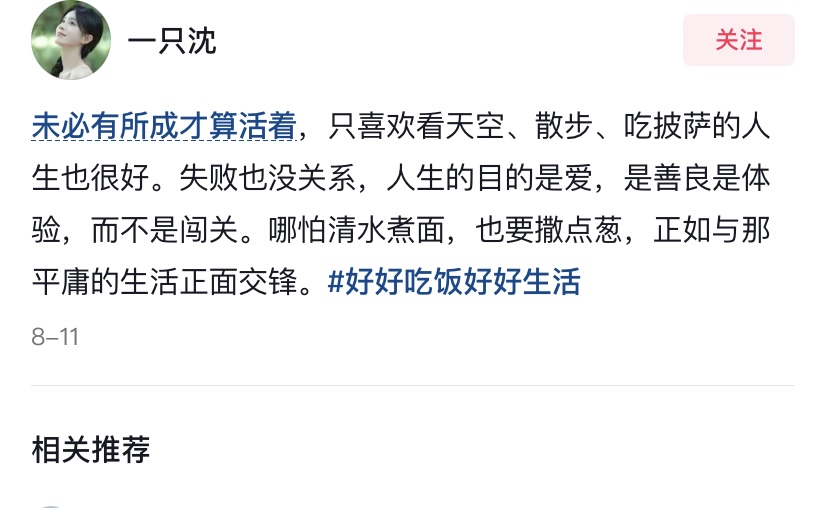 一只沈
关注
未必有所成才算活着，只喜欢看天空、散步、吃披萨的人
生也很好。失败也没关系，人生的目的是爱，是善良是体
验，而不是闯关。哪怕清水煮面，也要撒点葱，正如与那
平庸的生活正面交锋。#好好吃饭好好生活
8-11
相关推荐